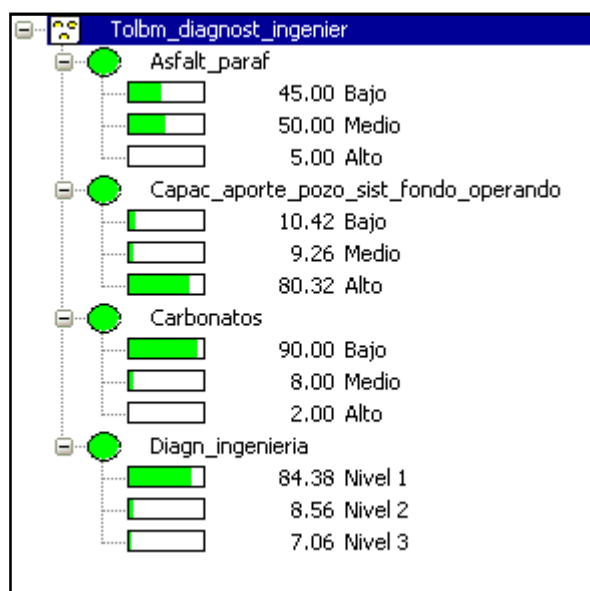 Tolbm_diagnost_ingenier
Asfalt_paraf
45.00 Bajo
50.00 Medio
5.00 Alto
Capac_aporte_pozo_sist_fondo_operando
10.42 Bajo
9.26 Medio
80.32 Alto
Carbonatos
90.00 Bajo
8.00 Medio
2.00 Alto
Diagn_ingenieria
84.38 Nivel 1
8.56 Nivel 2
7.06 Nivel 3